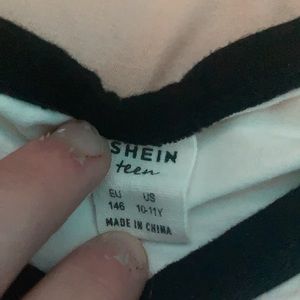 SHEIN
teen
EU US
146 10-11Y
MADE IN CHINA